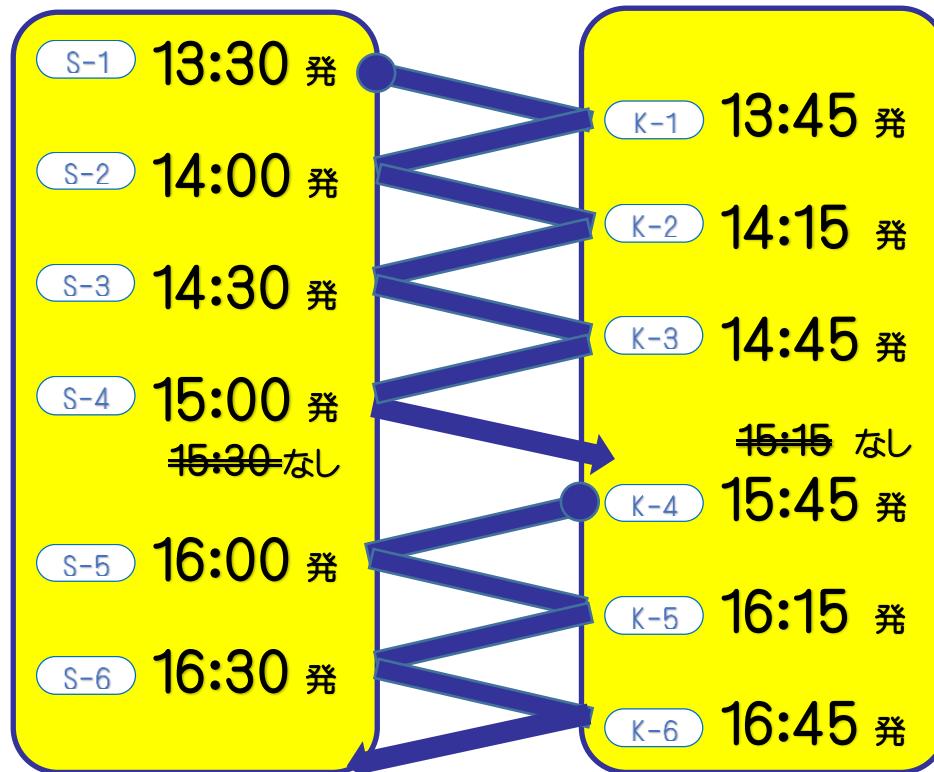 S-1 13:30 発
S-2 14:00 発
S-3 14:30 発
S-4 15:00 発
15:30 なし
S-5 16:00 発
S-6 16:30 発
K-1 13:45 発
K-2 14:15 発
K-3 14:45 発
15:15 なし
K-4 15:45 発
K-5 16:15 発
K-6 16:45 発